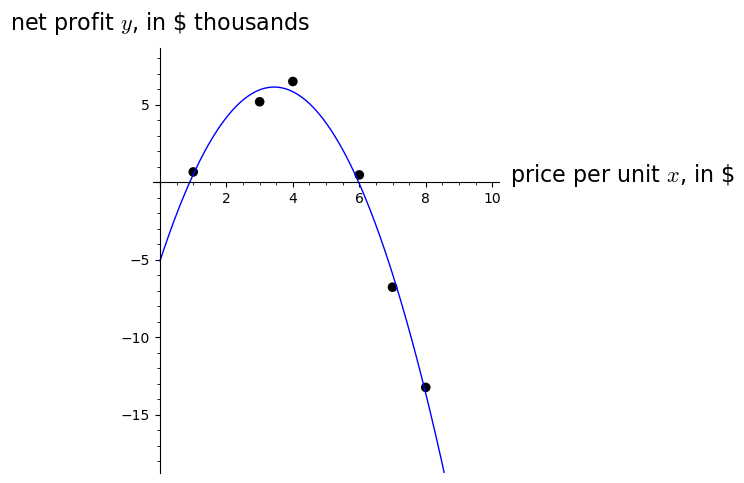 net profit y, in $ thousands
5
price per unit x, in $
2 4 6 8 10
−5
−10
−15